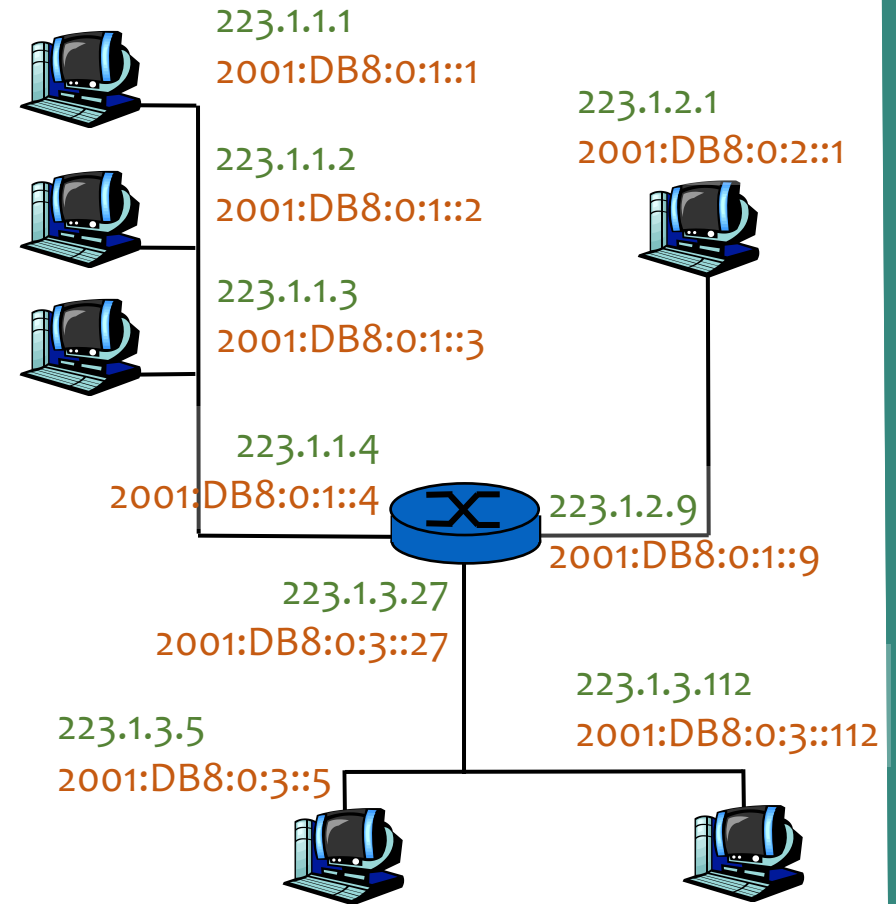 223.1.1.1
2001:DB8:0:1::1
223.1.2.1
2001:DB8:0:2::1
223.1.1.2
2001:DB8:0:1::2
223.1.1.3
2001:DB8:0:1::3
223.1.1.4
2001:DB8:0:1::4
223.1.2.9
2001:DB8:0:1::9
223.1.3.27
2001:DB8:0:3::27
223.1.3.112
2001:DB8:0:3::112
223.1.3.5
2001:DB8:0:3::5